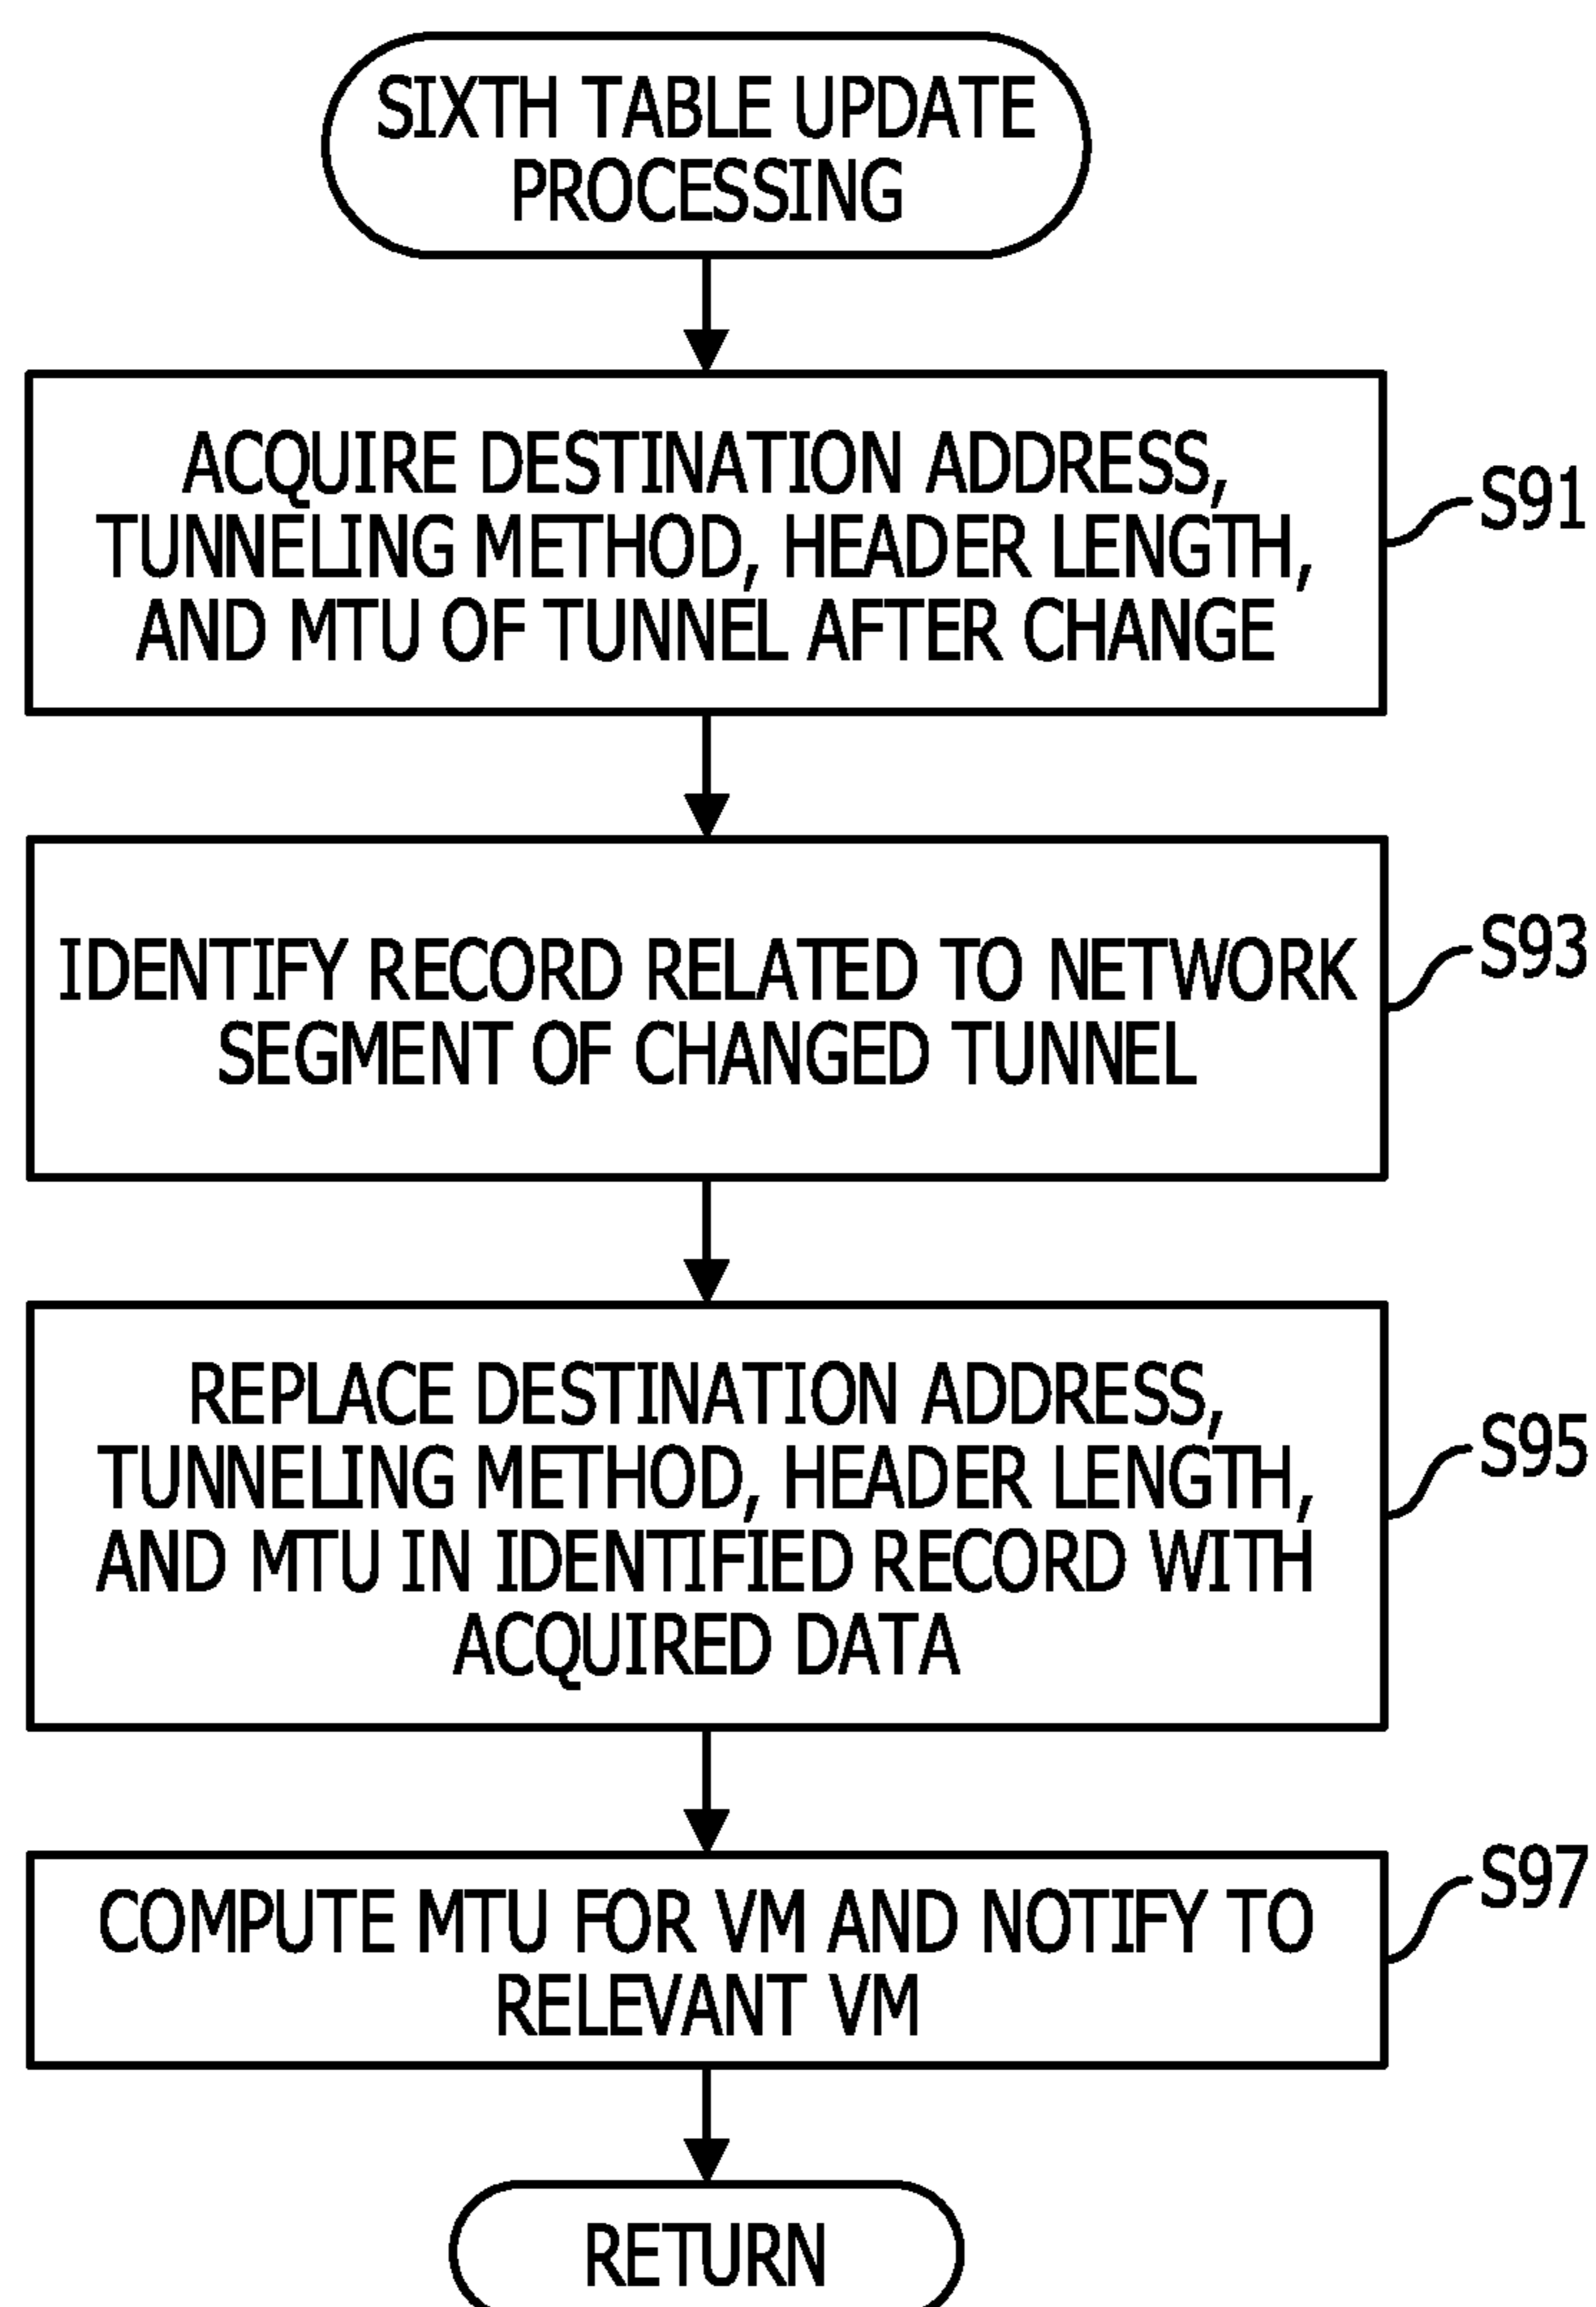 SIXTH TABLE UPDATE
PROCESSING
ACQUIRE DESTINATION ADDRESS,
TUNNELING METHOD, HEADER LENGTH,
AND MTU OF TUNNEL AFTER CHANGE
S91
IDENTIFY RECORD RELATED TO NETWORK
SEGMENT OF CHANGED TUNNEL
S93
REPLACE DESTINATION ADDRESS,
TUNNELING METHOD, HEADER LENGTH,
AND MTU IN IDENTIFIED RECORD WITH
ACQUIRED DATA
S95
COMPUTE MTU FOR VM AND NOTIFY TO
RELEVANT VM
S97
RETURN